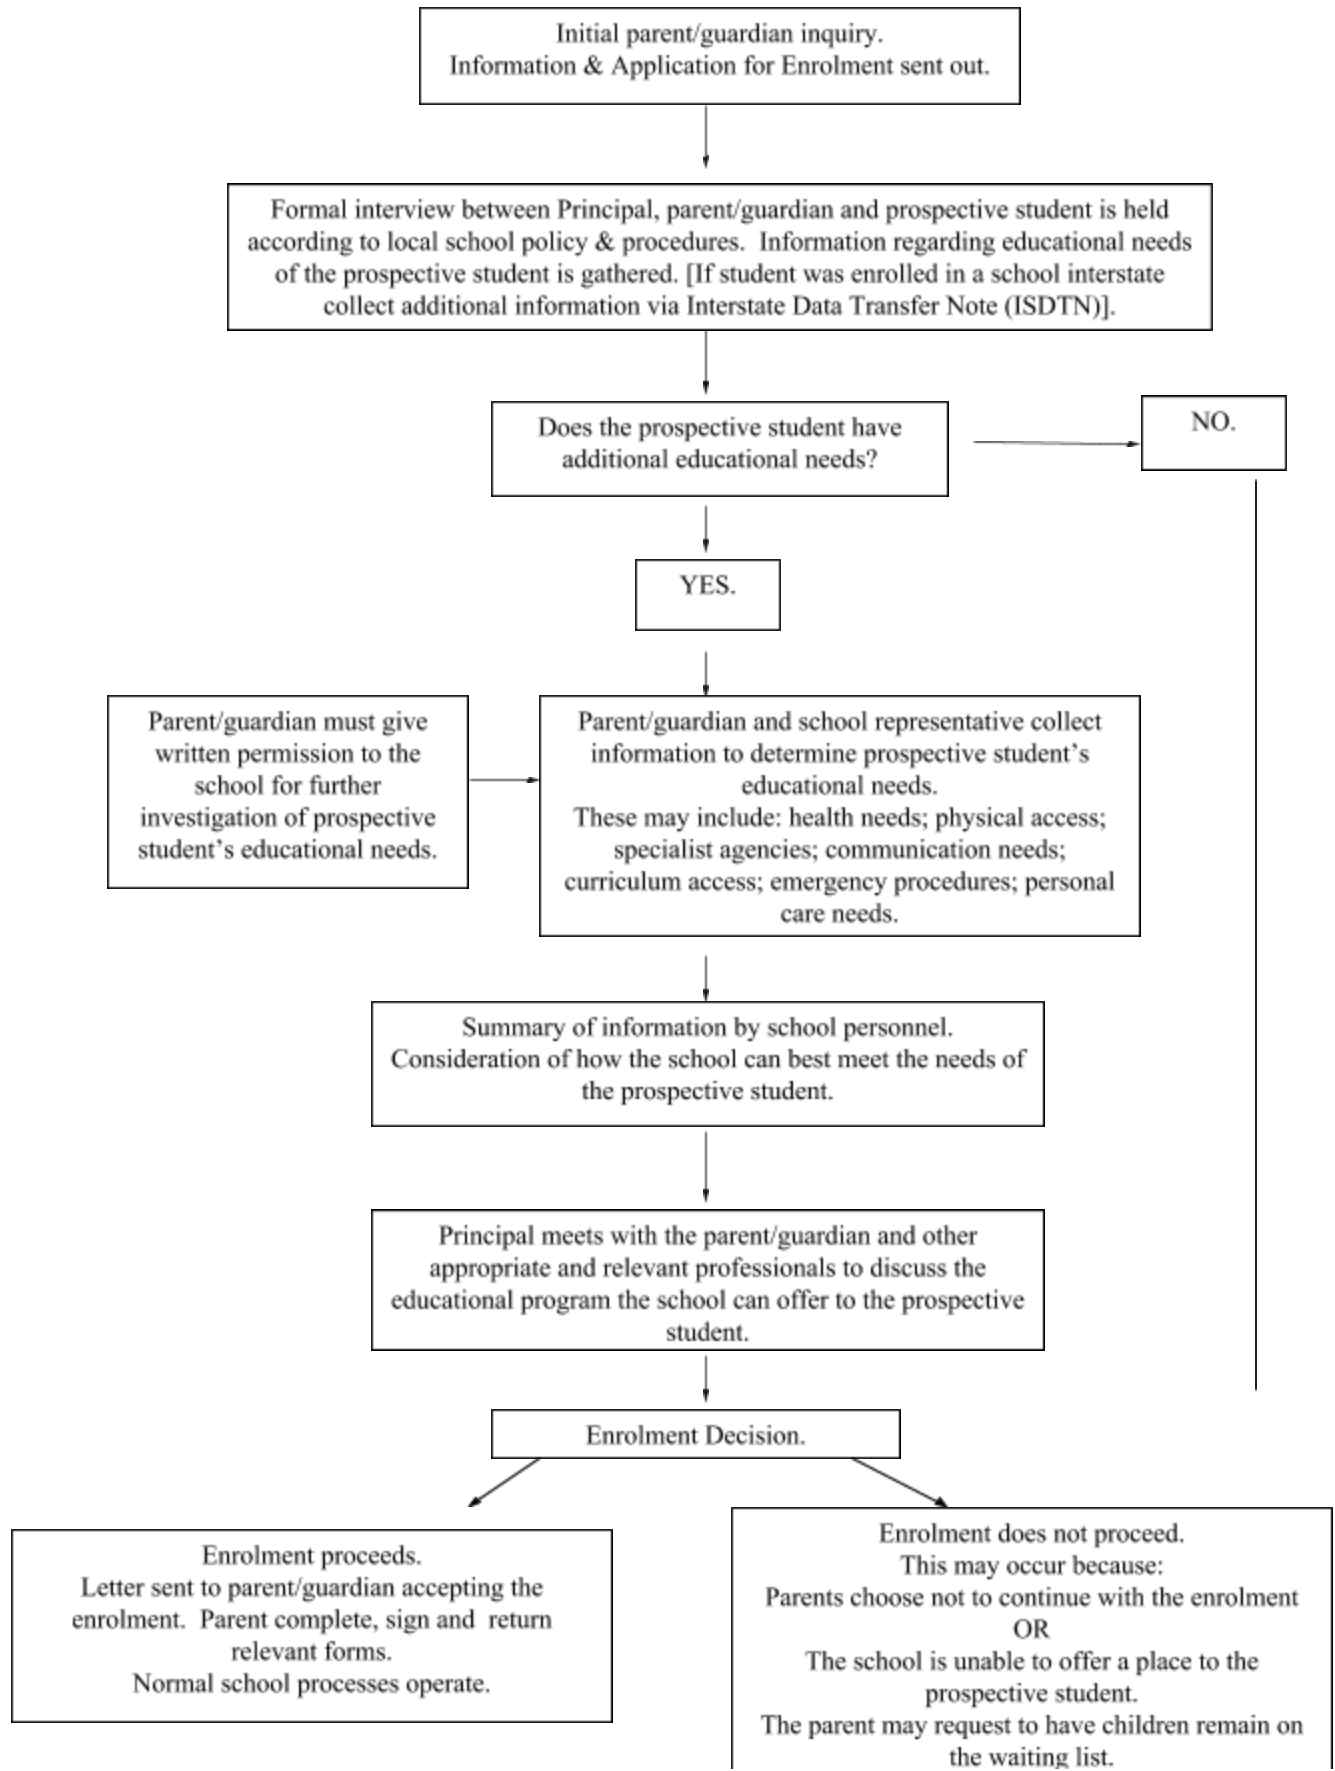 Initial parent/guardian inquiry.
Information & Application for Enrolment sent out.
Formal interview between Principal, parent/guardian and prospective student is held
according to local school policy & procedures.  Information regarding educational needs
of the prospective student is gathered. [If student was enrolled in a school interstate
collect additional information via Interstate Data Transfer Note (ISDTN)].
Does the prospective student have
additional educational needs?
NO.
YES.
Parent/guardian must give
written permission to the
school for further
investigation of prospective
student's educational needs.
Parent/guardian and school representative collect
information to determine prospective student's
educational needs.
These may include: health needs; physical access;
specialist agencies; communication needs;
curriculum access; emergency procedures; personal
care needs.
Summary of information by school personnel.
Consideration of how the school can best meet the needs of
the prospective student.
Principal meets with the parent/guardian and other
appropriate and relevant professionals to discuss the
educational program the school can offer to the prospective
student.
Enrolment Decision.
Enrolment proceeds.
Letter sent to parent/guardian accepting the
enrolment.  Parent complete, sign and  return
relevant forms.
Normal school processes operate.
Enrolment does not proceed.
This may occur because:
Parents choose not to continue with the enrolment
OR
The school is unable to offer a place to the
prospective student.
The parent may request to have children remain on
the waiting list.